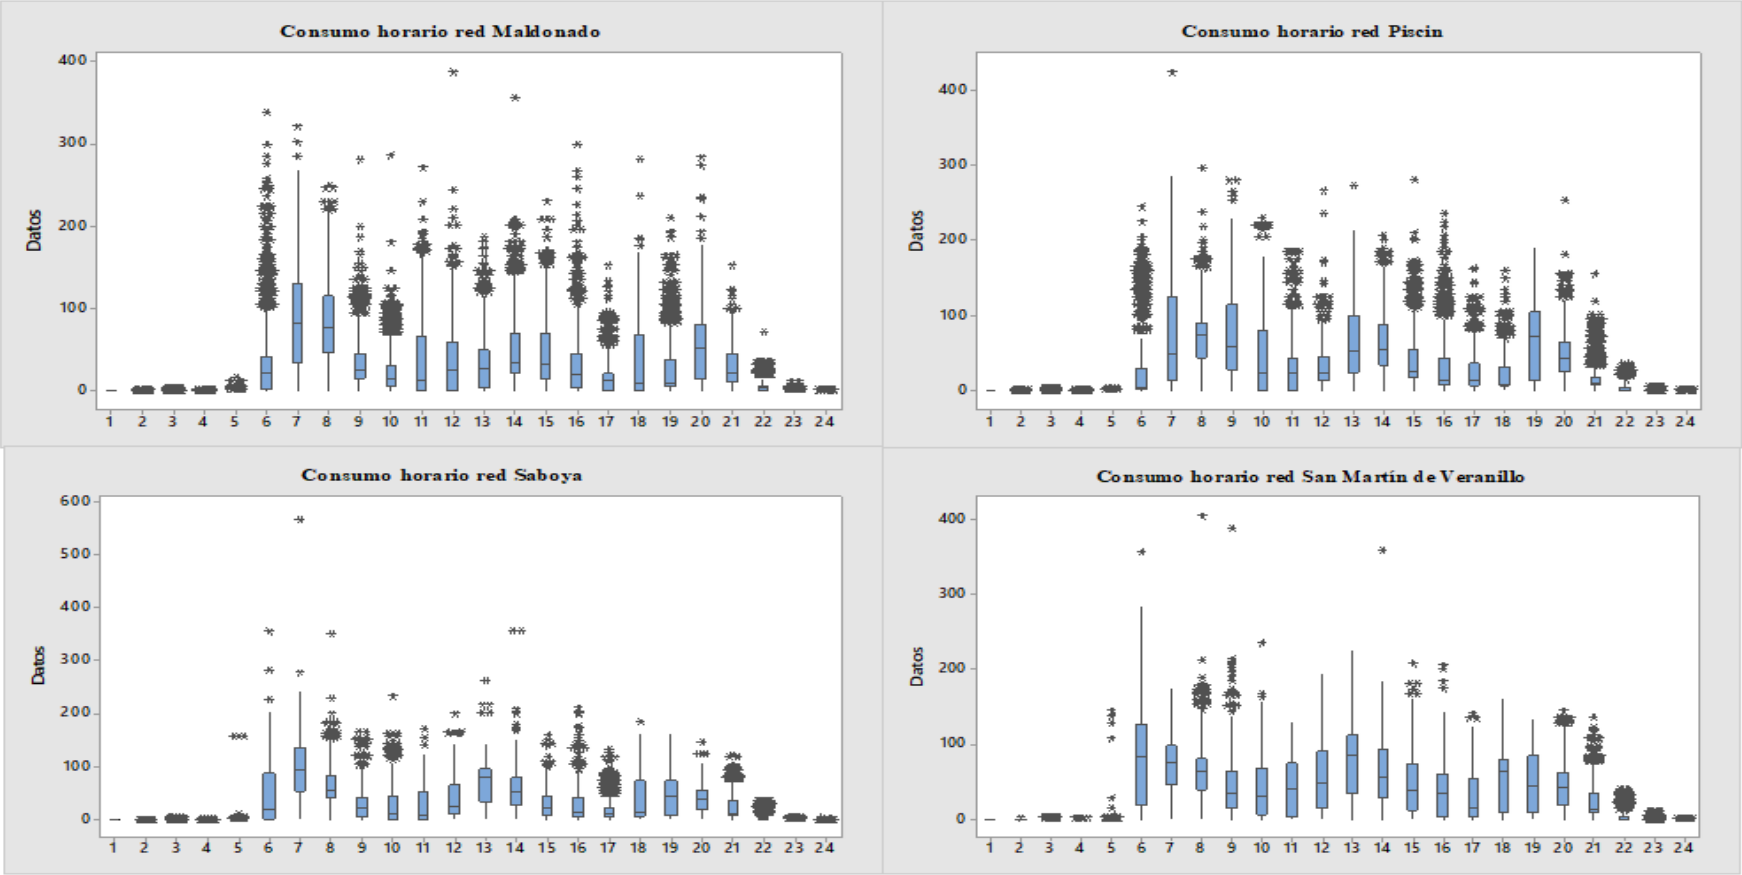 Consumo horario red Maldonado
Datos
400
300
200
100
0
1 2 3 4 5 6 7 8 9 10 11 12 13 14 15 16 17 18 19 20 21 22 23 24
Consumo horario red Piscin
Datos
400
300
200
100
0
1 2 3 4 5 6 7 8 9 10 11 12 13 14 15 16 17 18 19 20 21 22 23 24
Consumo horario red Saboya
Datos
600
500
400
300
200
100
0
1 2 3 4 5 6 7 8 9 10 11 12 13 14 15 16 17 18 19 20 21 22 23 24
Consumo horario red San Martín de Veranillo
Datos
400
300
200
100
0
1 2 3 4 5 6 7 8 9 10 11 12 13 14 15 16 17 18 19 20 21 22 23 24